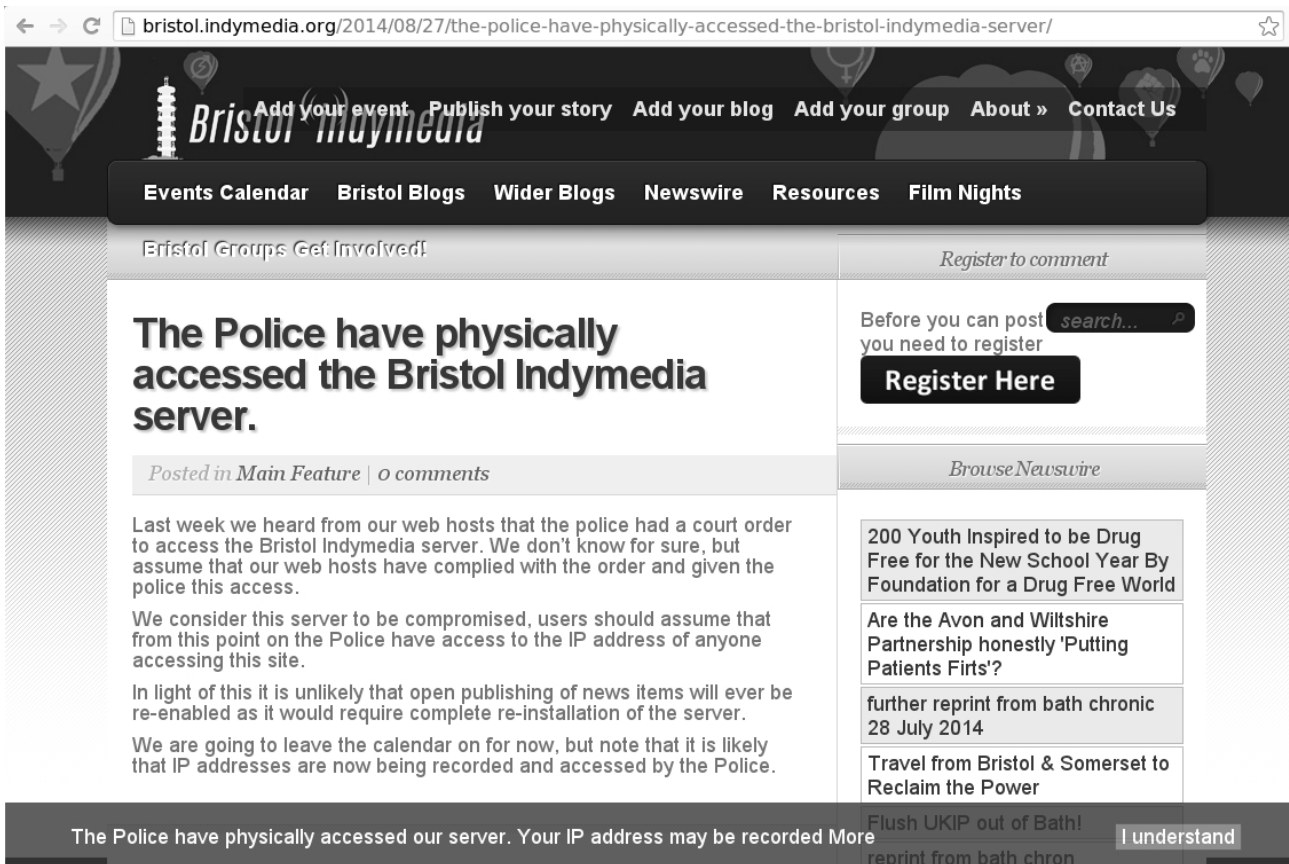 bristol.indymedia.org/2014/08/27/the-police-have-physically-accessed-the-bristol-indymedia-server/
Bristol Indymedia
Add your event Publish your story Add your blog Add your group About » Contact Us
Events Calendar Bristol Blogs Wider Blogs Newswire Resources Film Nights
Bristol Groups Get Involved!
The Police have physically
accessed the Bristol Indymedia
server.
Posted in Main Feature | 0 comments
Last week we heard from our web hosts that the police had a court order
to access the Bristol Indymedia server. We don't know for sure, but
assume that our web hosts have complied with the order and given the
police this access.
We consider this server to be compromised, users should assume that
from this point on the Police have access to the IP address of anyone
accessing this site.
In light of this it is unlikely that open publishing of news items will ever be
re-enabled as it would require complete re-installation of the server.
We are going to leave the calendar on for now, but note that it is likely
that IP addresses are now being recorded and accessed by the Police.
Register to comment
Before you can post
search...
you need to register
Register Here
Browse Newswire
200 Youth Inspired to be Drug
Free for the New School Year By
Foundation for a Drug Free World
Are the Avon and Wiltshire
Partnership honestly 'Putting
Patients Firts'?
further reprint from bath chronic
28 July 2014
Travel from Bristol & Somerset to
Reclaim the Power
Flush UKIP out of Bath!
reprint from bath chron
The Police have physically accessed our server. Your IP address may be recorded More
I understand